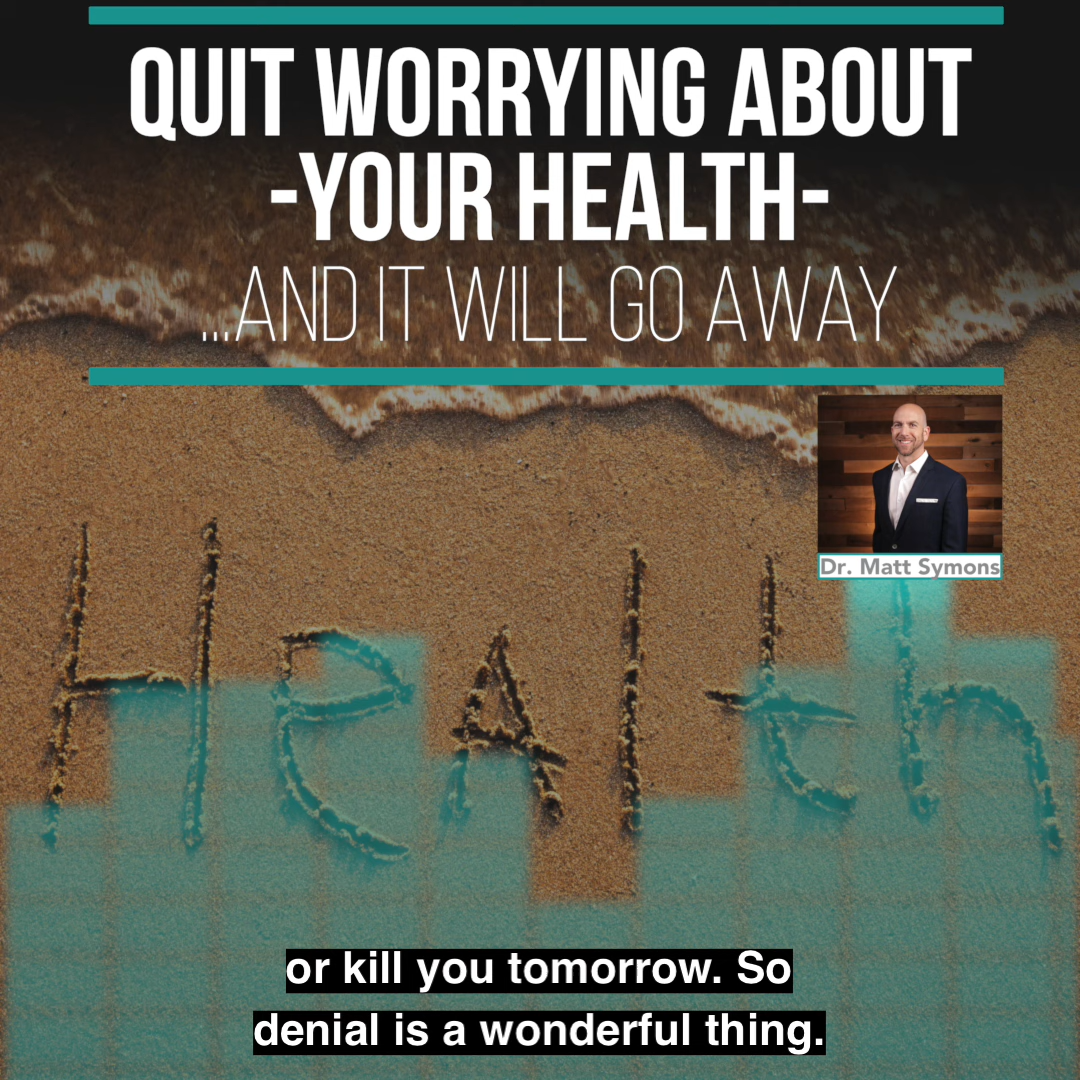 QUIT WORRYING ABOUT
-YOUR HEALTH-
...AND IT WILL GO AWAY
Dr. Matt Symons
HeAlth
or kill you tomorrow. So
denial is a wonderful thing.